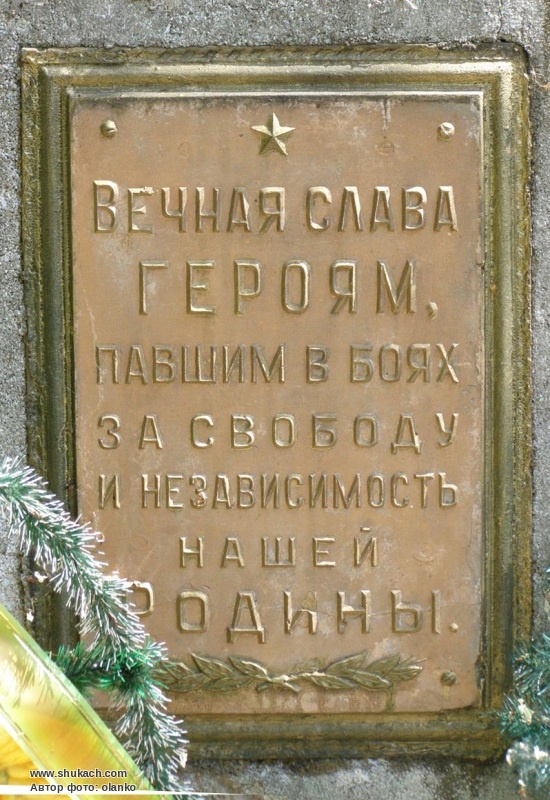 Вечная слава
героям,
павшим в боях
за свободу
и независимость
нашей
Родины.
www.shukach.com
Автор фото: olanko